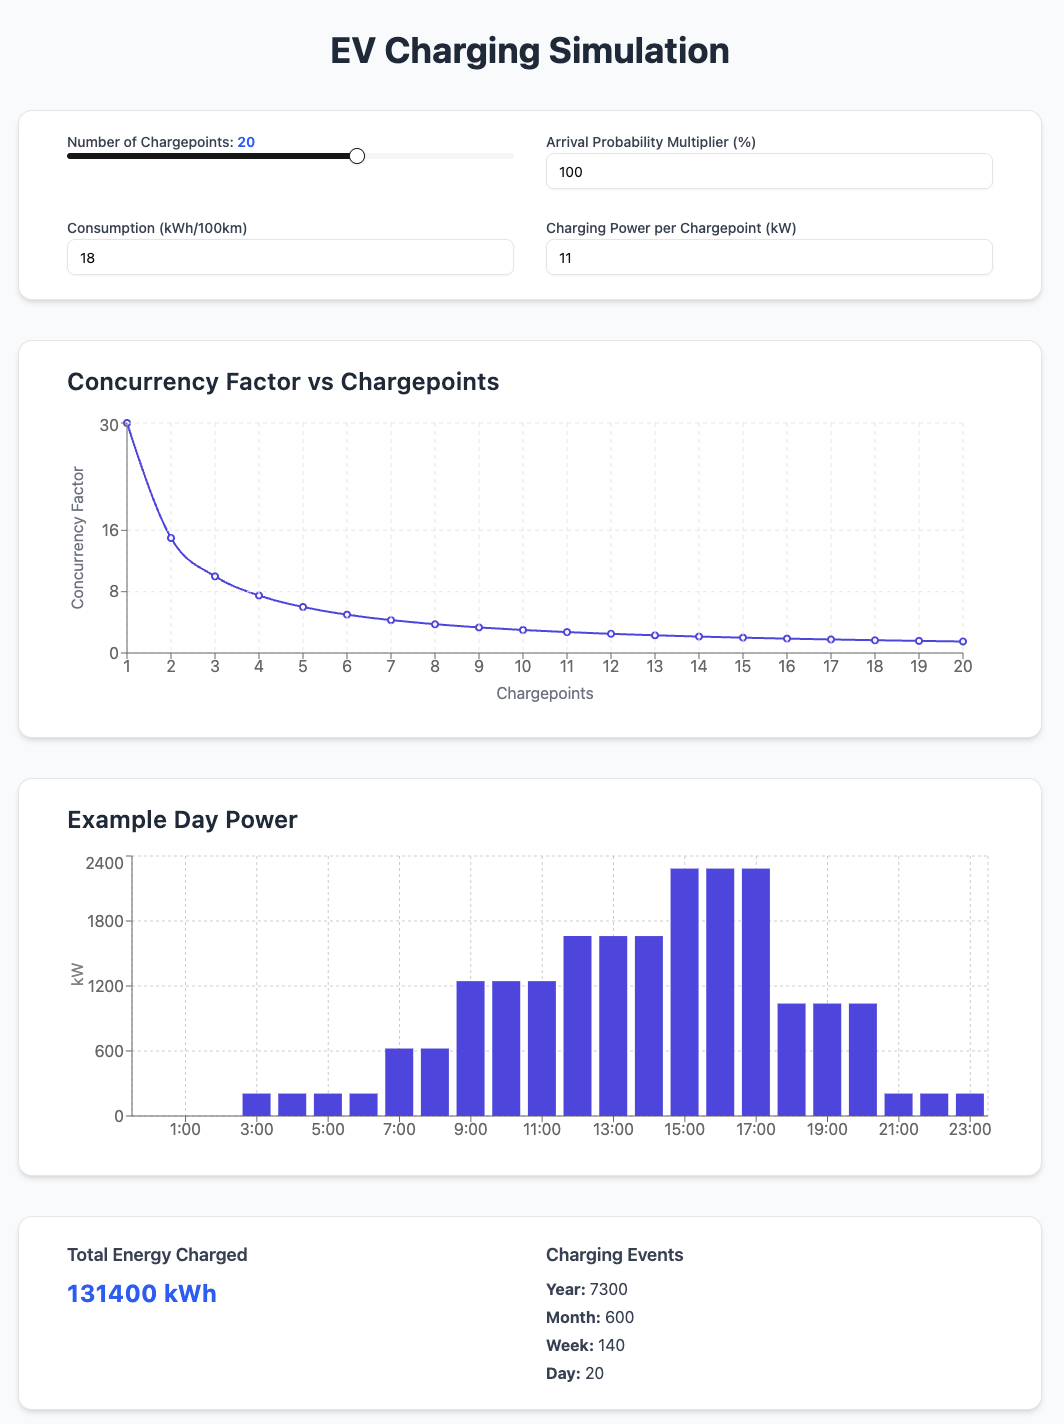 EV Charging Simulation
Number of Chargepoints: 20
Arrival Probability Multiplier (%)
100
Consumption (kWh/100km)
18
Charging Power per Chargepoint (kW)
11
Concurrency Factor vs Chargepoints
Concurrency Factor
30
16
8
0
1 2 3 4 5 6 7 8 9 10 11 12 13 14 15 16 17 18 19 20
Chargepoints
Example Day Power
kW
2400
1800
1200
600
0
1:00 3:00 5:00 7:00 9:00 11:00 13:00 15:00 17:00 19:00 21:00 23:00
Total Energy Charged
131400 kWh
Charging Events
Year: 7300
Month: 600
Week: 140
Day: 20